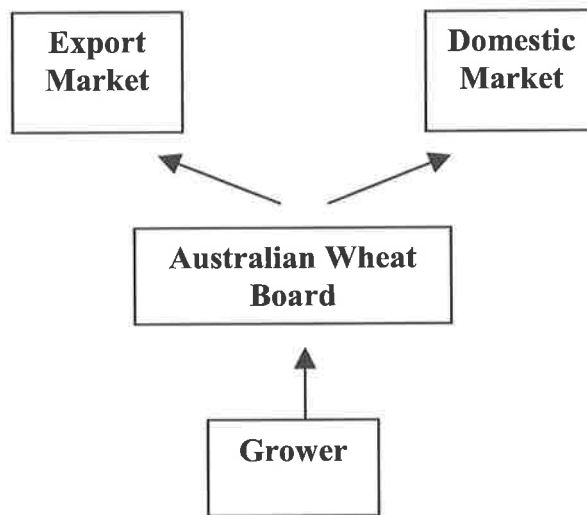 Export
Market
Domestic
Market
Australian Wheat
Board
Grower